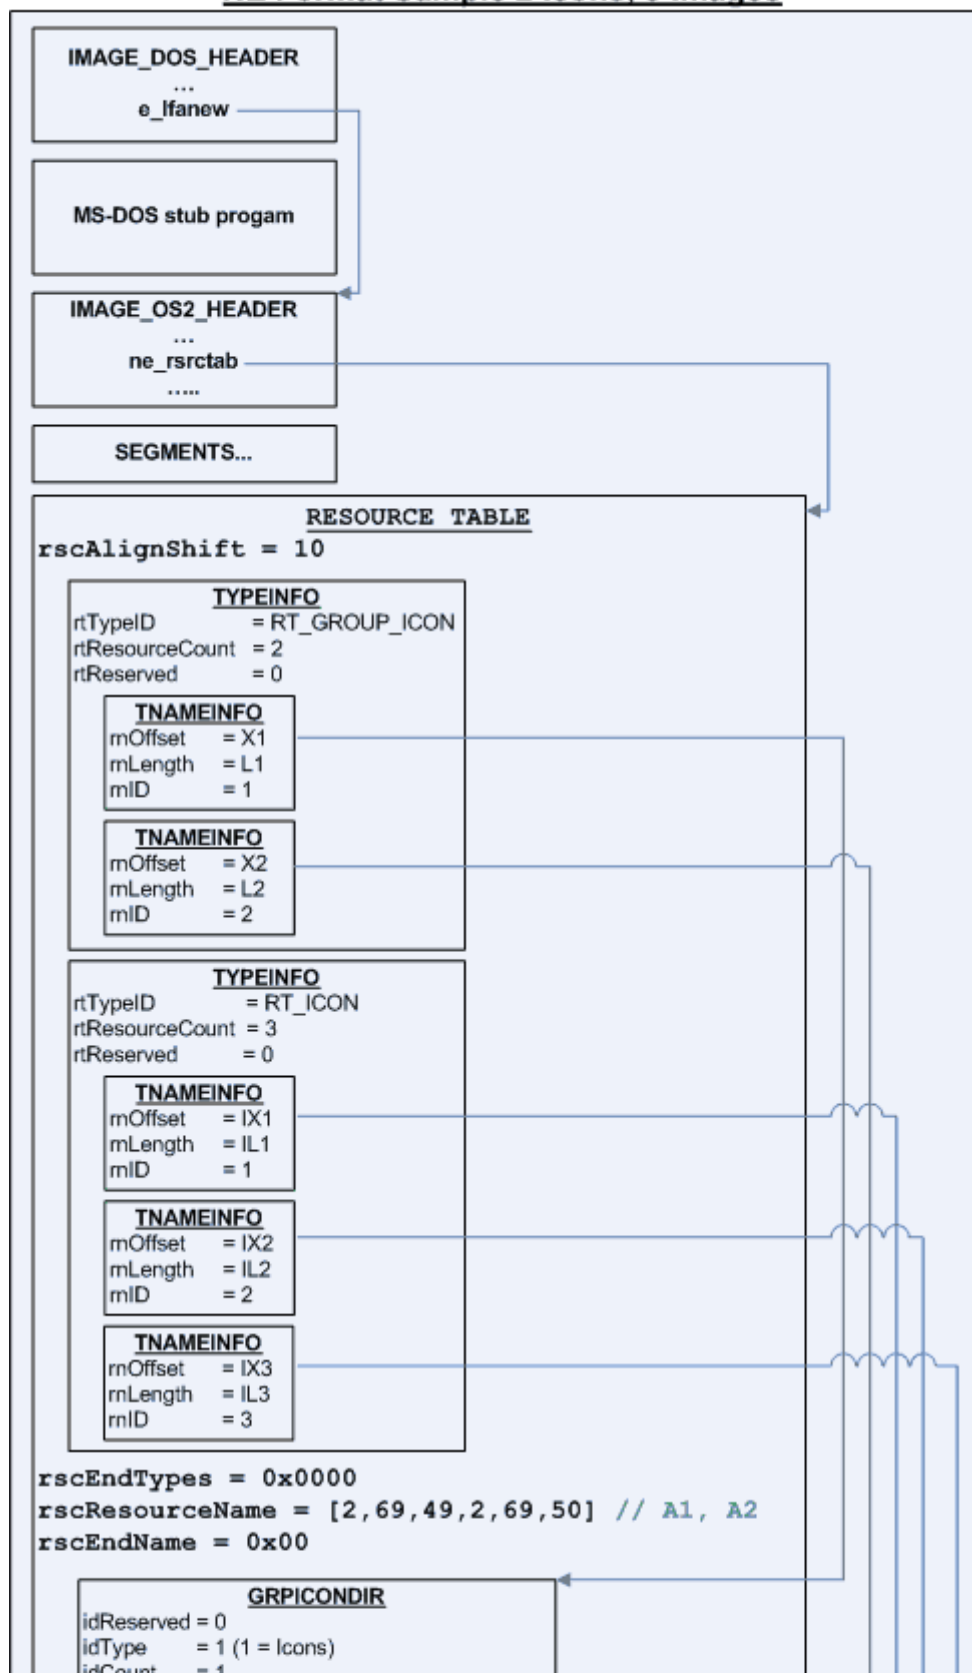 IMAGE_DOS_HEADER
...
e_lfanew
MS-DOS stub progam
IMAGE_OS2_HEADER
...
ne_rsrctab
.....
SEGMENTS...
RESOURCE TABLE
rscAlignShift = 10
TYPEINFO
rtTypeID = RT_GROUP_ICON
rtResourceCount = 2
rtReserved = 0
TNAMEINFO
rnOffset = X1
rnLength = L1
rnID = 1
TNAMEINFO
rnOffset = X2
rnLength = L2
rnID = 2
TYPEINFO
rtTypeID = RT_ICON
rtResourceCount = 3
rtReserved = 0
TNAMEINFO
rnOffset = IX1
rnLength = IL1
rnID = 1
TNAMEINFO
rnOffset = IX2
rnLength = IL2
rnID = 2
TNAMEINFO
rnOffset = IX3
rnLength = IL3
rnID = 3
rscEndTypes = 0x0000
rscResourceName = [2,69,49,2,69,50] // A1, A2
rscEndName = 0x00
GRPICONDIR
idReserved = 0
idType = 1 (1 = Icons)
idCount = 1